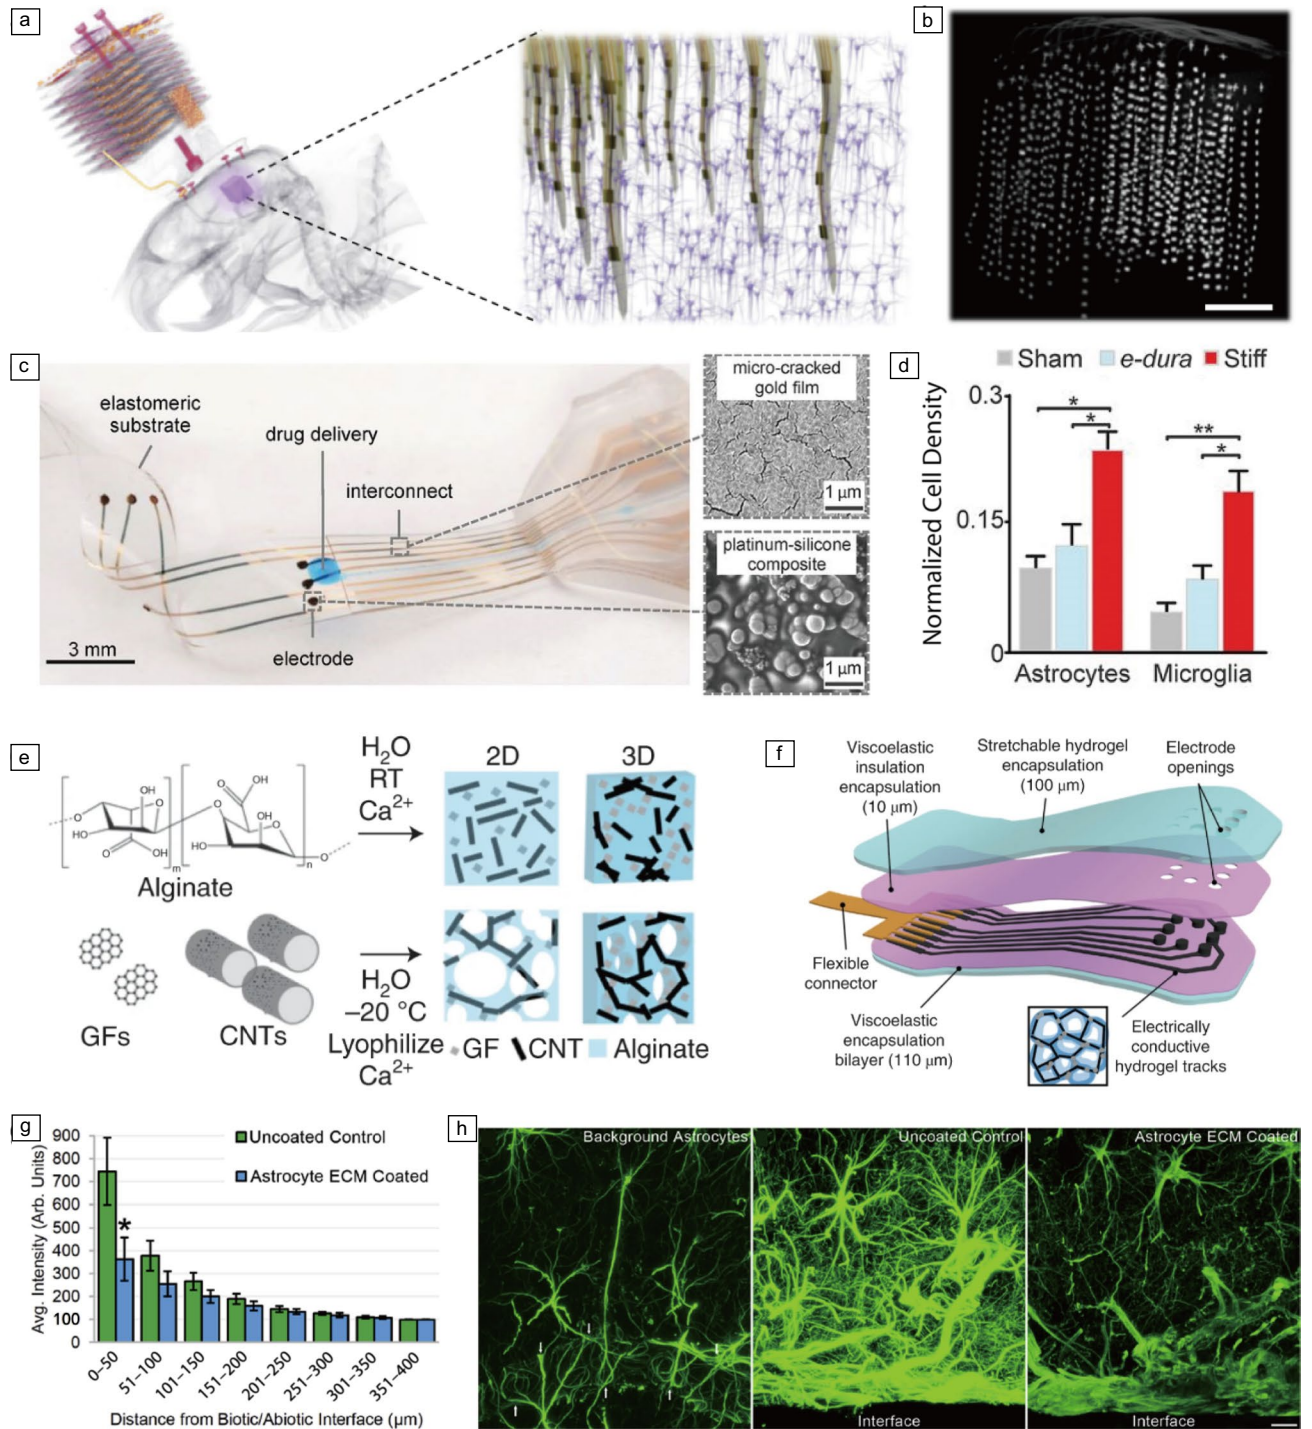 a
b
c
elastomeric
substrate
drug delivery
interconnect
electrode
3 mm
micro-cracked
gold film
1 µm
platinum-silicone
composite
1 µm
d
Sham e-dura Stiff
Normalized Cell Density
0.3
0.15
0
*
*
**
*
Astrocytes Microglia
e
OH
O
HO
O
OH
m
O
OH
O
OH
HO
O
n
O
Alginate
GFs
CNTs
H2O
RT
Ca2+
H2O
–20 °C
Lyophilize
Ca2+
2D 3D
GF CNT Alginate
f
Viscoelastic
insulation
encapsulation
(10 µm)
Stretchable hydrogel
encapsulation
(100 µm)
Electrode
openings
Flexible
connector
Viscoelastic
encapsulation
bilayer (110 µm)
Electrically
conductive
hydrogel tracks
g
Avg. Intensity (Arb. Units)
900
800
700
600
500
400
300
200
100
0
Uncoated Control
Astrocyte ECM Coated
*
0–50
51–100
101–150
151–200
201–250
251–300
301–350
351–400
Distance from Biotic/Abiotic Interface (µm)
h
Background Astrocytes
Uncoated Control
Interface
Astrocyte ECM Coated
Interface